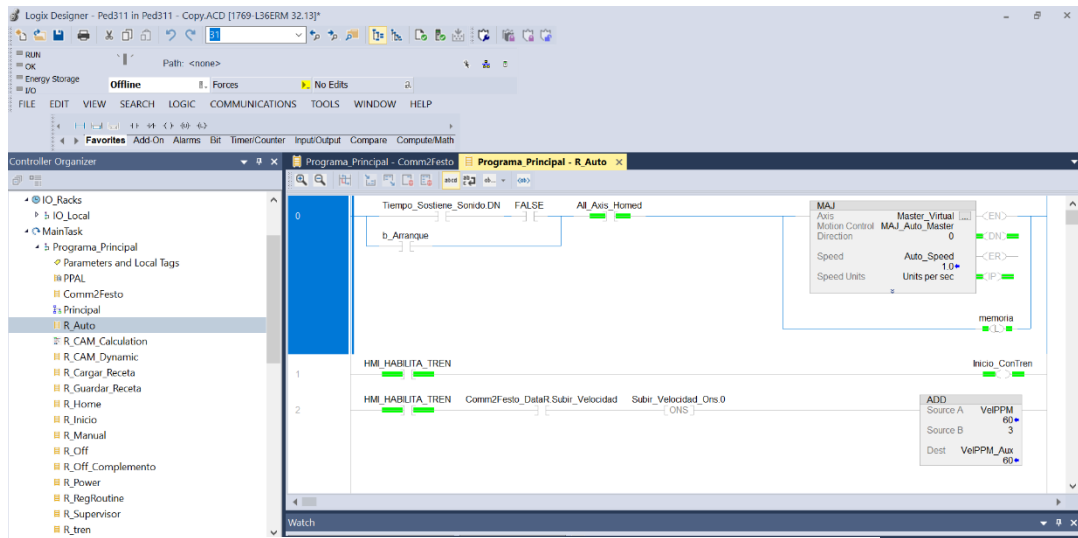 Logix Designer - Ped311 in Ped311 - Copy.ACD [1769-L36ERM 32.13]*
31
RUN
OK
Energy Storage
I/O
Path: <none>
Offline
Forces
No Edits
FILE EDIT VIEW SEARCH LOGIC COMMUNICATIONS TOOLS WINDOW HELP
Favorites Add-On Alarms Bit Timer/Counter Input/Output Compare Compute/Math
Controller Organizer
IO_Racks
IO_Local
MainTask
Programa_Principal
Parameters and Local Tags
PPAL
Comm2Festo
Principal
R_Auto
R_CAM_Calculation
R_CAM_Dynamic
R_Cargar_Receta
R_Guardar_Receta
R_Home
R_Inicio
R_Manual
R_Off
R_Off_Complemento
R_Power
R_RegRoutine
R_Supervisor
R_tren
Programa_Principal - Comm2Festo
Programa_Principal - R_Auto
0
Tiempo_Sostiene_Sonido.DN FALSE All_Axis_Homed
b_Arranque
MAJ
Axis Master_Virtual ...
Motion Control MAJ_Auto_Master
Direction 0
Speed Auto_Speed
1.0
Speed Units Units per sec
EN
DN
ER
IP
memoria
L
1
HMI_HABILITA_TREN
Inicio_ConTren
2
HMI_HABILITA_TREN Comm2Festo_DataR.Subir_Velocidad Subir_Velocidad_Ons.0
ONS
ADD
Source A VelPPM
60
Source B 3
Dest VelPPM_Aux
60
Watch